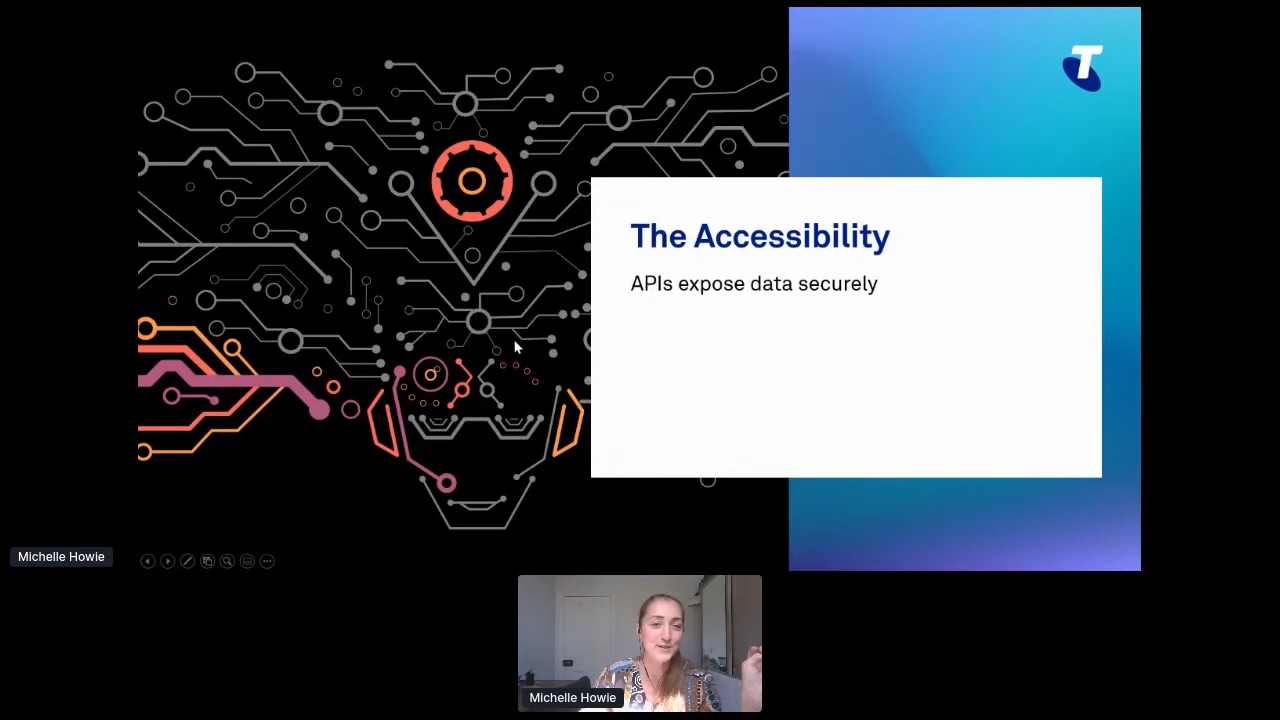 T
The Accessibility
APIs expose data securely
Michelle Howie
Michelle Howie